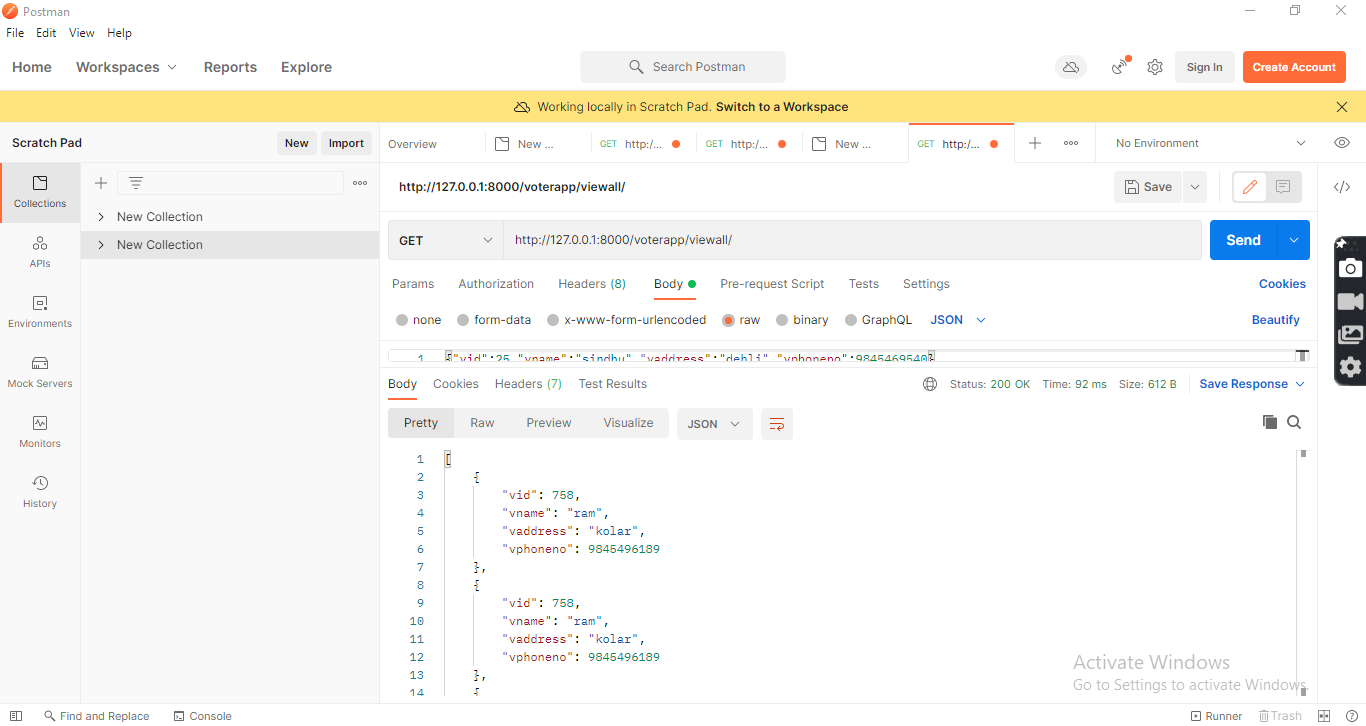 Postman
File Edit View Help
Home Workspaces Reports Explore Search Postman Sign In Create Account
Working locally in Scratch Pad. Switch to a Workspace
Scratch Pad New Import Overview New ... GET http:/... GET http:/... New ... GET http:/... No Environment
Collections
APIs
Environments
Mock Servers
Monitors
History
New Collection
New Collection
http://127.0.0.1:8000/voterapp/viewall/ Save
GET http://127.0.0.1:8000/voterapp/viewall/ Send
Params Authorization Headers (8) Body Pre-request Script Tests Settings Cookies
none form-data x-www-form-urlencoded raw binary GraphQL JSON Beautify
1 {"vid":25,"vname":"sindhu","vaddress":"dehli","vphoneno":9845469540}
Body Cookies Headers (7) Test Results Status: 200 OK Time: 92 ms Size: 612 B Save Response
Pretty Raw Preview Visualize JSON
1 [
2 {
3 "vid": 758,
4 "vname": "ram",
5 "vaddress": "kolar",
6 "vphoneno": 9845496189
7 },
8 {
9 "vid": 758,
10 "vname": "ram",
11 "vaddress": "kolar",
12 "vphoneno": 9845496189
13 },
14 {
Activate Windows
Go to Settings to activate Windows.
Find and Replace Console Runner Trash